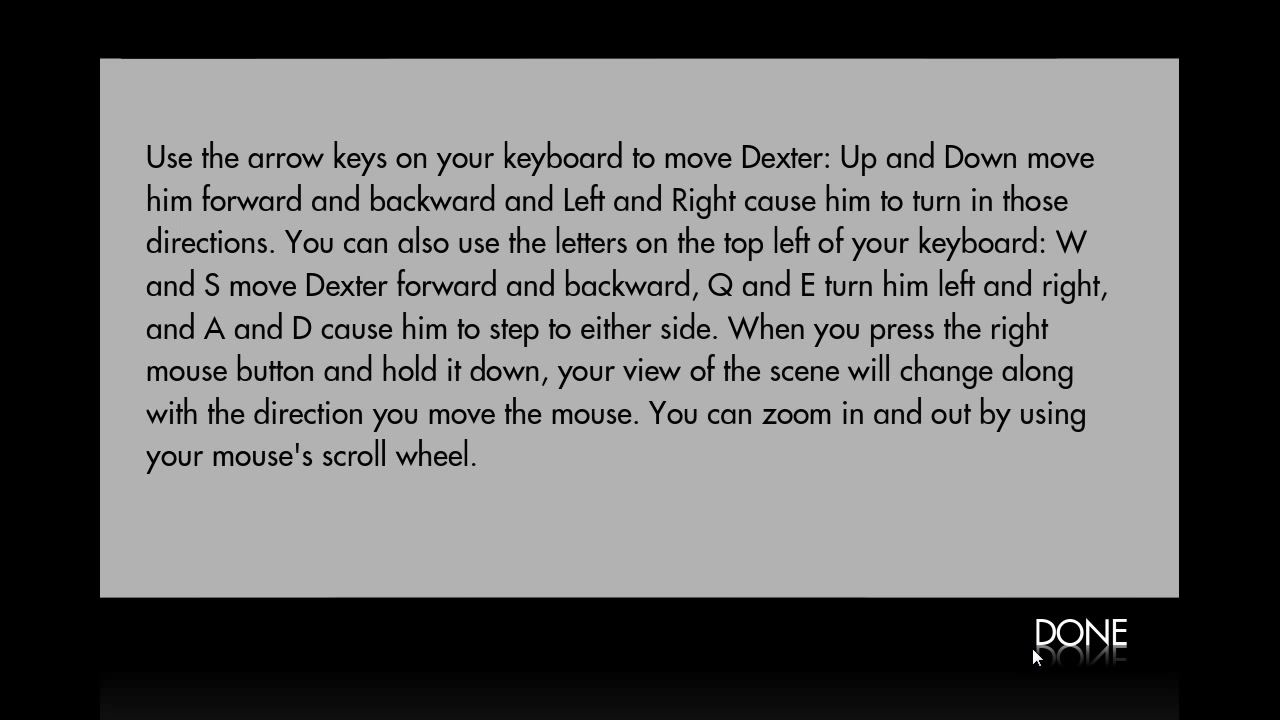 Use the arrow keys on your keyboard to move Dexter: Up and Down move
him forward and backward and Left and Right cause him to turn in those
directions. You can also use the letters on the top left of your keyboard: W
and S move Dexter forward and backward, Q and E turn him left and right,
and A and D cause him to step to either side. When you press the right
mouse button and hold it down, your view of the scene will change along
with the direction you move the mouse. You can zoom in and out by using
your mouse's scroll wheel.
DONE